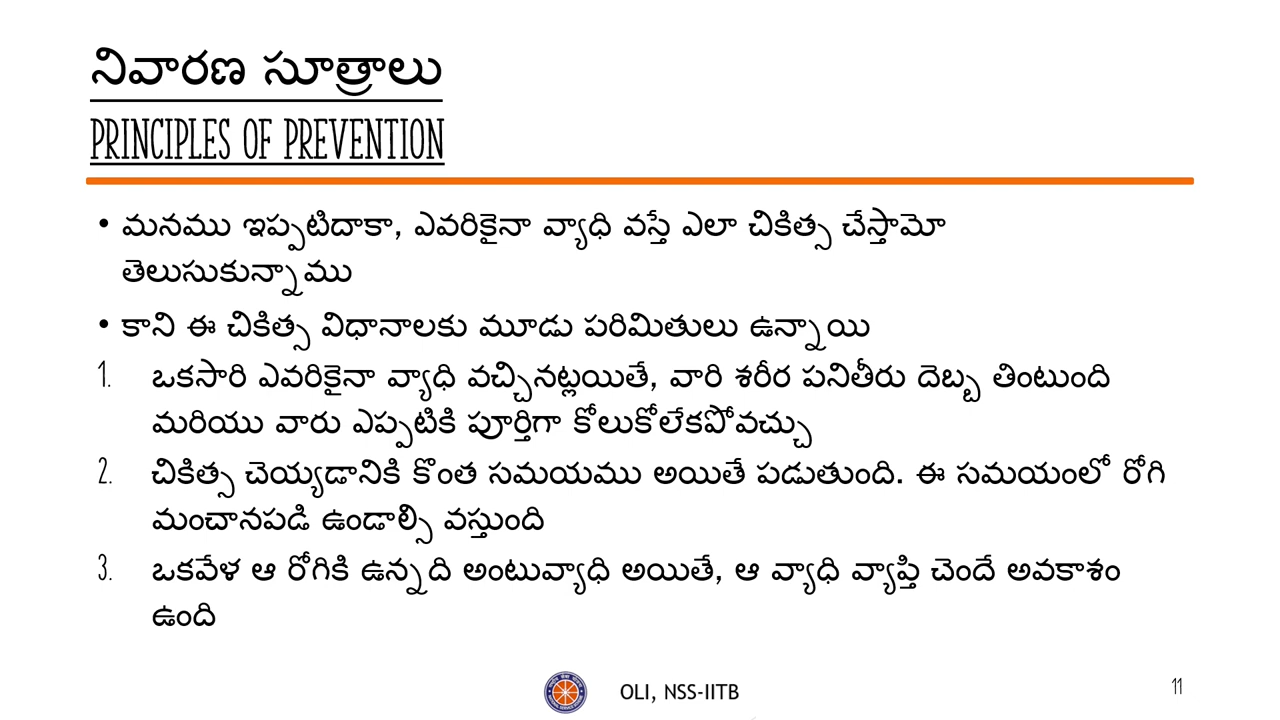 నివారణ సూత్రాలు
PRINCIPLES OF PREVENTION
• మనము ఇప్పటిదాకా, ఎవరికైనా వ్యాధి వస్తే ఎలా చికిత్స చేస్తామో
తెలుసుకున్నాము
• కాని ఈ చికిత్స విధానాలకు మూడు పరిమితులు ఉన్నాయి
1. ఒకసారి ఎవరికైనా వ్యాధి వచ్చినట్లయితే, వారి శరీర పనితీరు దెబ్బ తింటుంది
మరియు వారు ఎప్పటికి పూర్తిగా కోలుకోలేకపోవచ్చు
2. చికిత్స చెయ్యడానికి కొంత సమయము అయితే పడుతుంది. ఈ సమయంలో రోగి
మంచానపడి ఉండాల్సి వస్తుంది
3. ఒకవేళ ఆ రోగికి ఉన్నది అంటువ్యాధి అయితే, ఆ వ్యాధి వ్యాప్తి చెందే అవకాశం
ఉంది
OLI, NSS-IITB
11